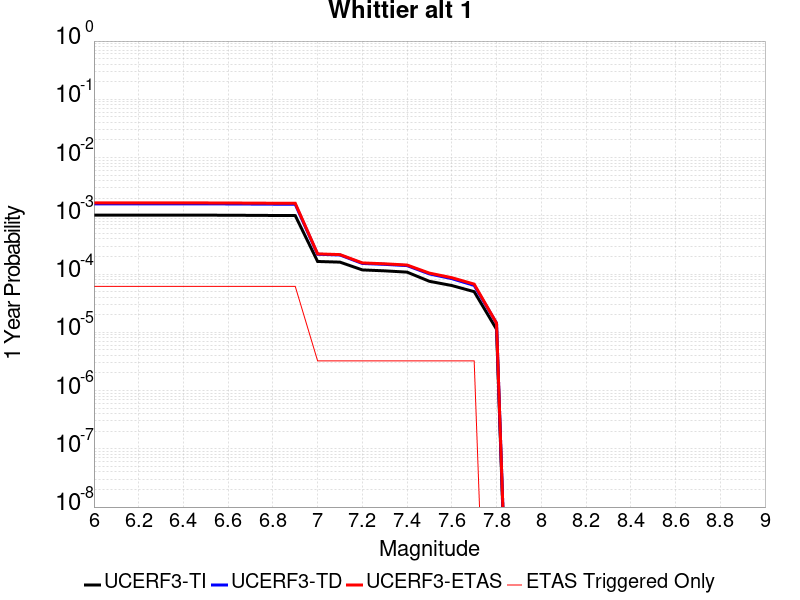 Whittier alt 1
10^0
10^-1
10^-2
10^-3
10^-4
10^-5
10^-6
10^-7
10^-8
1 Year Probability
6 6.2 6.4 6.6 6.8 7 7.2 7.4 7.6 7.8 8 8.2 8.4 8.6 8.8 9
Magnitude
UCERF3-TI UCERF3-TD UCERF3-ETAS ETAS Triggered Only